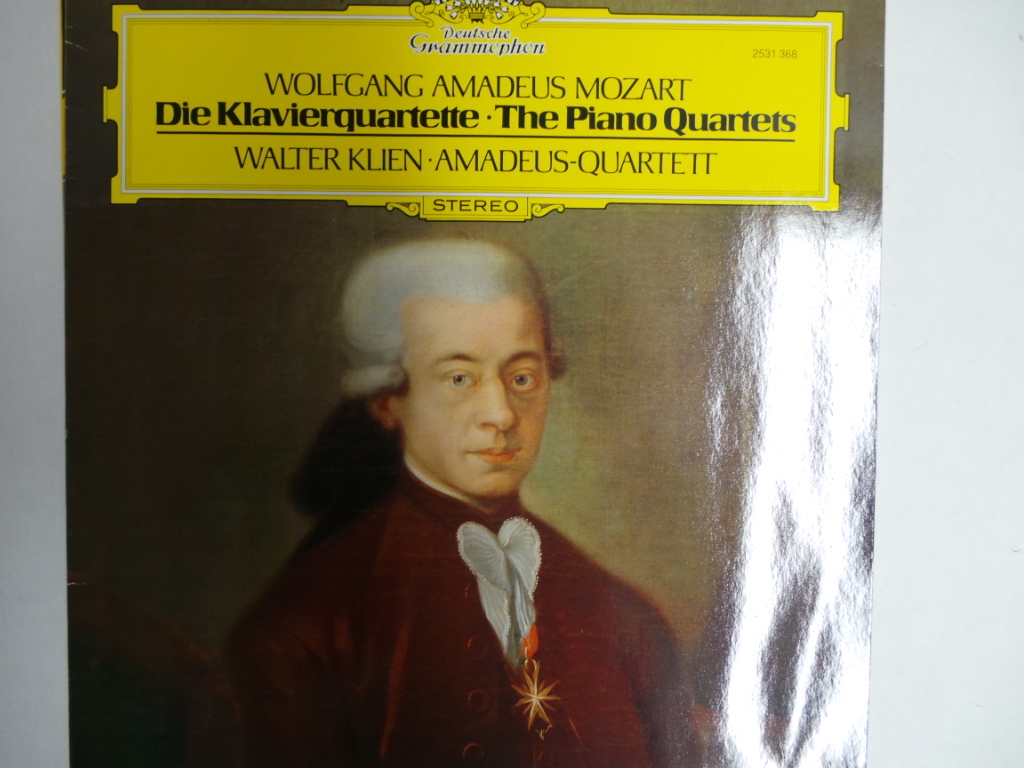 Deutsche
Grammophon
2531 368
WOLFGANG AMADEUS MOZART
Die Klavierquartette · The Piano Quartets
WALTER KLIEN · AMADEUS-QUARTETT
STEREO